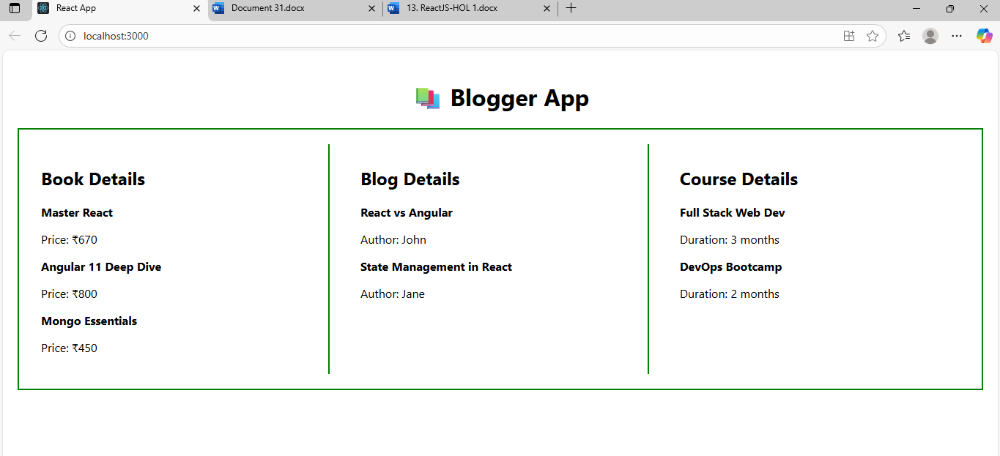 React App
Document 31.docx
13. ReactJS-HOL 1.docx
localhost:3000
Blogger App
Book Details
Master React
Price: ₹670
Angular 11 Deep Dive
Price: ₹800
Mongo Essentials
Price: ₹450
Blog Details
React vs Angular
Author: John
State Management in React
Author: Jane
Course Details
Full Stack Web Dev
Duration: 3 months
DevOps Bootcamp
Duration: 2 months